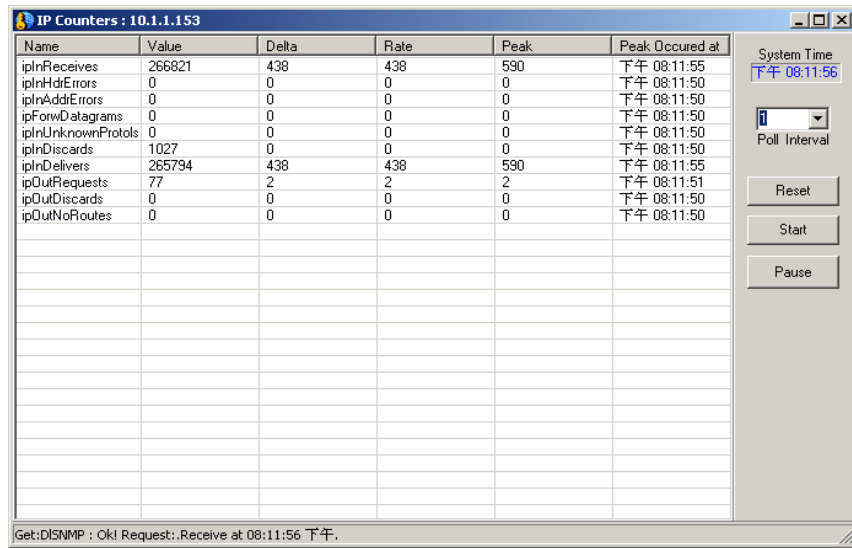 IP Counters : 10.1.1.153
Name Value Delta Rate Peak Peak Occured at
ipInReceives 266821 438 438 590 下午 08:11:55
ipInHdrErrors 0 0 0 0 下午 08:11:50
ipInAddrErrors 0 0 0 0 下午 08:11:50
ipForwDatagrams 0 0 0 0 下午 08:11:50
ipInUnknownProtols 0 0 0 0 下午 08:11:50
ipInDiscards 1027 0 0 0 下午 08:11:50
ipInDelivers 265794 438 438 590 下午 08:11:55
ipOutRequests 77 2 2 2 下午 08:11:51
ipOutDiscards 0 0 0 0 下午 08:11:50
ipOutNoRoutes 0 0 0 0 下午 08:11:50
System Time
下午 08:11:56
1
Poll Interval
Reset
Start
Pause
Get:DlSNMP : Ok! Request:.Receive at 08:11:56 下午.